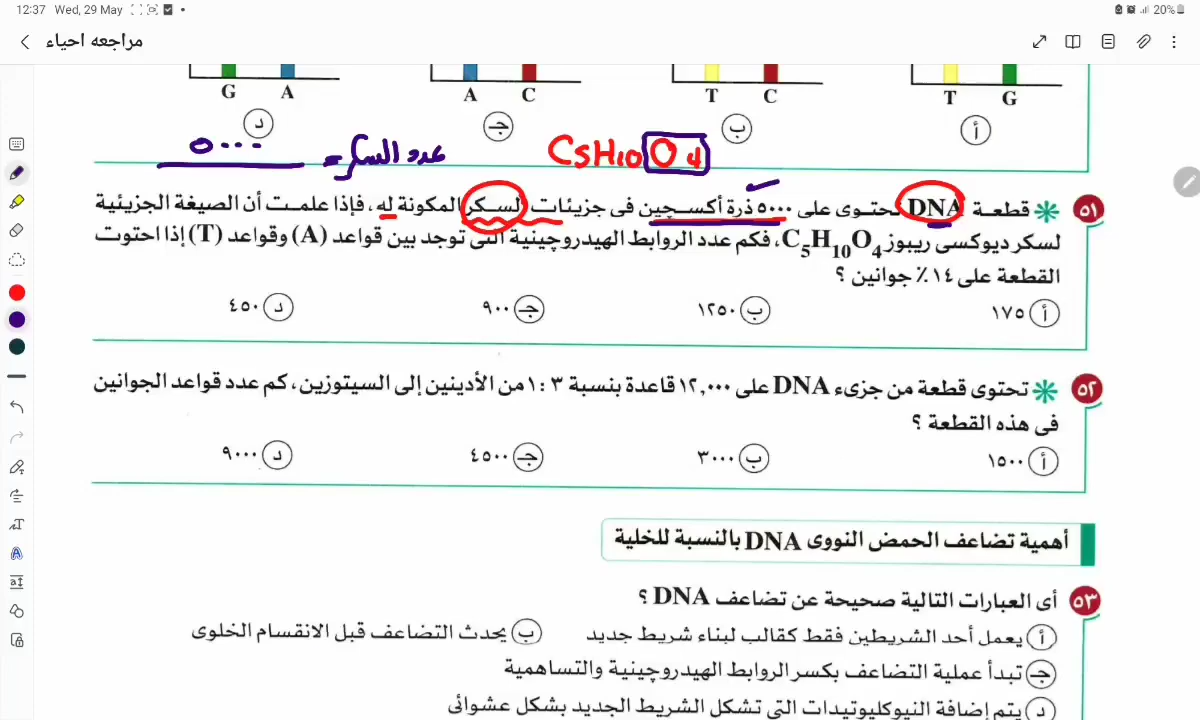 12:37 Wed, 29 May
20%
مراجعه احياء
T G
T C
A C
G A
أ
ب
جـ
د
C5H10O4
عدد السكر = ٥٠٠٠
٥١ قطعة DNA تحتوى على ٥٠٠٠ ذرة أكسجين فى جزيئات السكر المكونة له ، فإذا علمت أن الصيغة الجزيئية
لسكر ديوكسى ريبوز C5H10O4 ، فكم عدد الروابط الهيدروچينية التى توجد بين قواعد (A) وقواعد (T) إذا احتوت
القطعة على ١٤٪ جوانين ؟
أ ١٧٥
ب ١٢٥٠
جـ ٩٠٠
د ٤٥٠
٥٢ تحتوى قطعة من جزىء DNA على ١٢,٠٠٠ قاعدة بنسبة ٣ : ١ من الأدينين إلى السيتوزين ، كم عدد قواعد الجوانين
فى هذه القطعة ؟
أ ١٥٠٠
ب ٣٠٠٠
جـ ٤٥٠٠
د ٩٠٠٠
أهمية تضاعف الحمض النووى DNA بالنسبة للخلية
٥٣ أى العبارات التالية صحيحة عن تضاعف DNA ؟
أ يعمل أحد الشريطين فقط كقالب لبناء شريط جديد
ب يحدث التضاعف قبل الانقسام الخلوى
جـ تبدأ عملية التضاعف بكسر الروابط الهيدروچينية والتساهمية
د يتم إضافة النيوكليوتيدات التى تشكل الشريط الجديد بشكل عشوائى